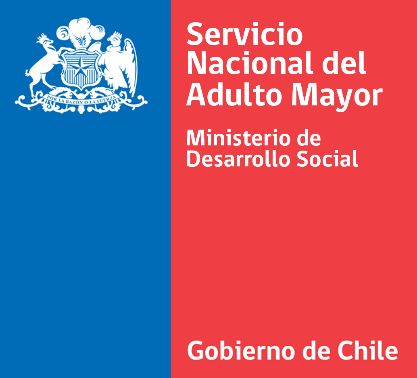 Servicio
Nacional del
Adulto Mayor
Ministerio de
Desarrollo Social
Gobierno de Chile